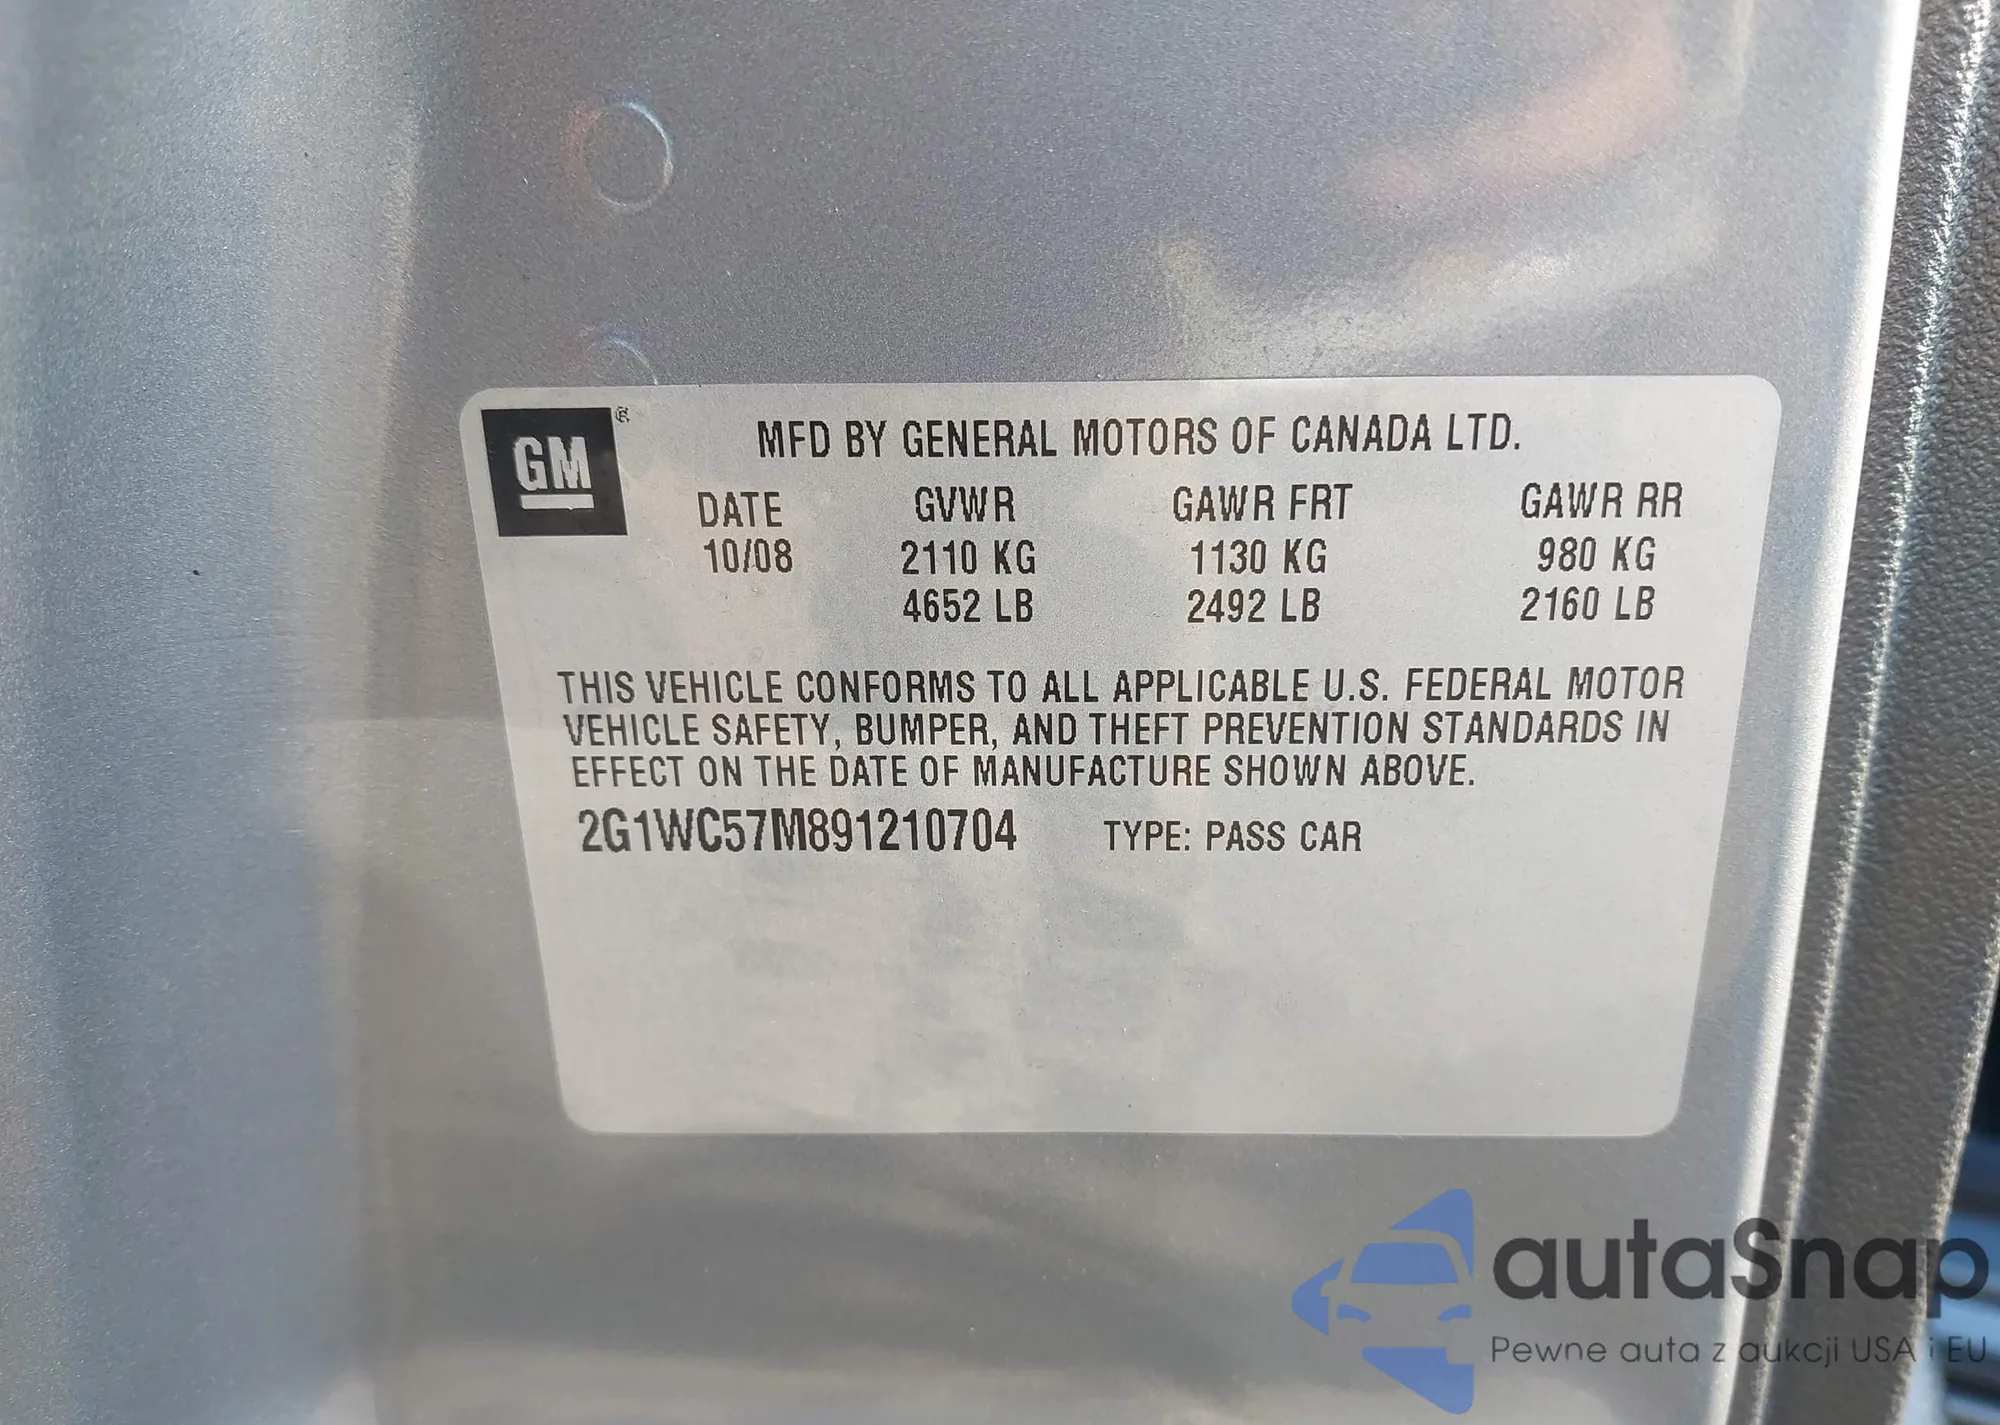 GM
MFD BY GENERAL MOTORS OF CANADA LTD.
DATE GVWR GAWR FRT GAWR RR
10/08 2110 KG 1130 KG 980 KG
4652 LB 2492 LB 2160 LB
THIS VEHICLE CONFORMS TO ALL APPLICABLE U.S. FEDERAL MOTOR
VEHICLE SAFETY, BUMPER, AND THEFT PREVENTION STANDARDS IN
EFFECT ON THE DATE OF MANUFACTURE SHOWN ABOVE.
2G1WC57M891210704 TYPE: PASS CAR
autaSnap
Pewne auta z aukcji USA i EU